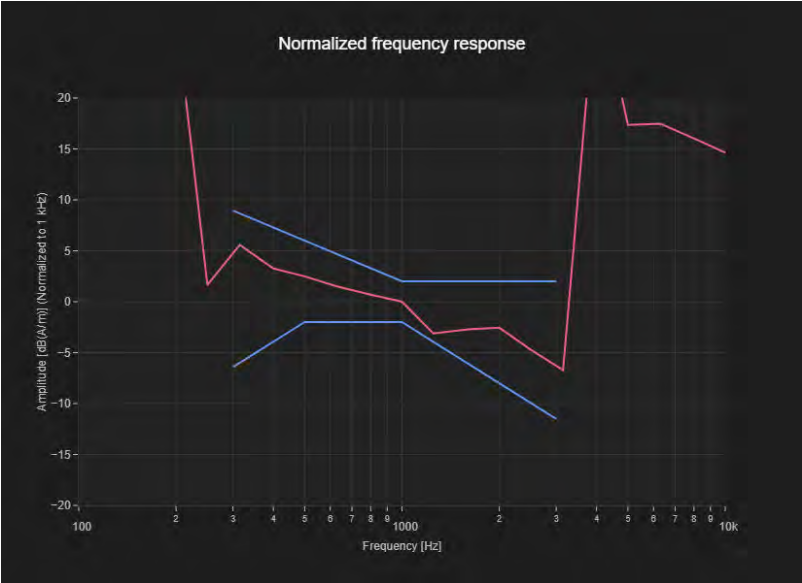 Normalized frequency response
Amplitude [dB(A/m)] (Normalized to 1 kHz)
20
15
10
5
0
−5
−10
−15
−20
100 2 3 4 5 6 7 8 9 1000 2 3 4 5 6 7 8 9 10k
Frequency [Hz]